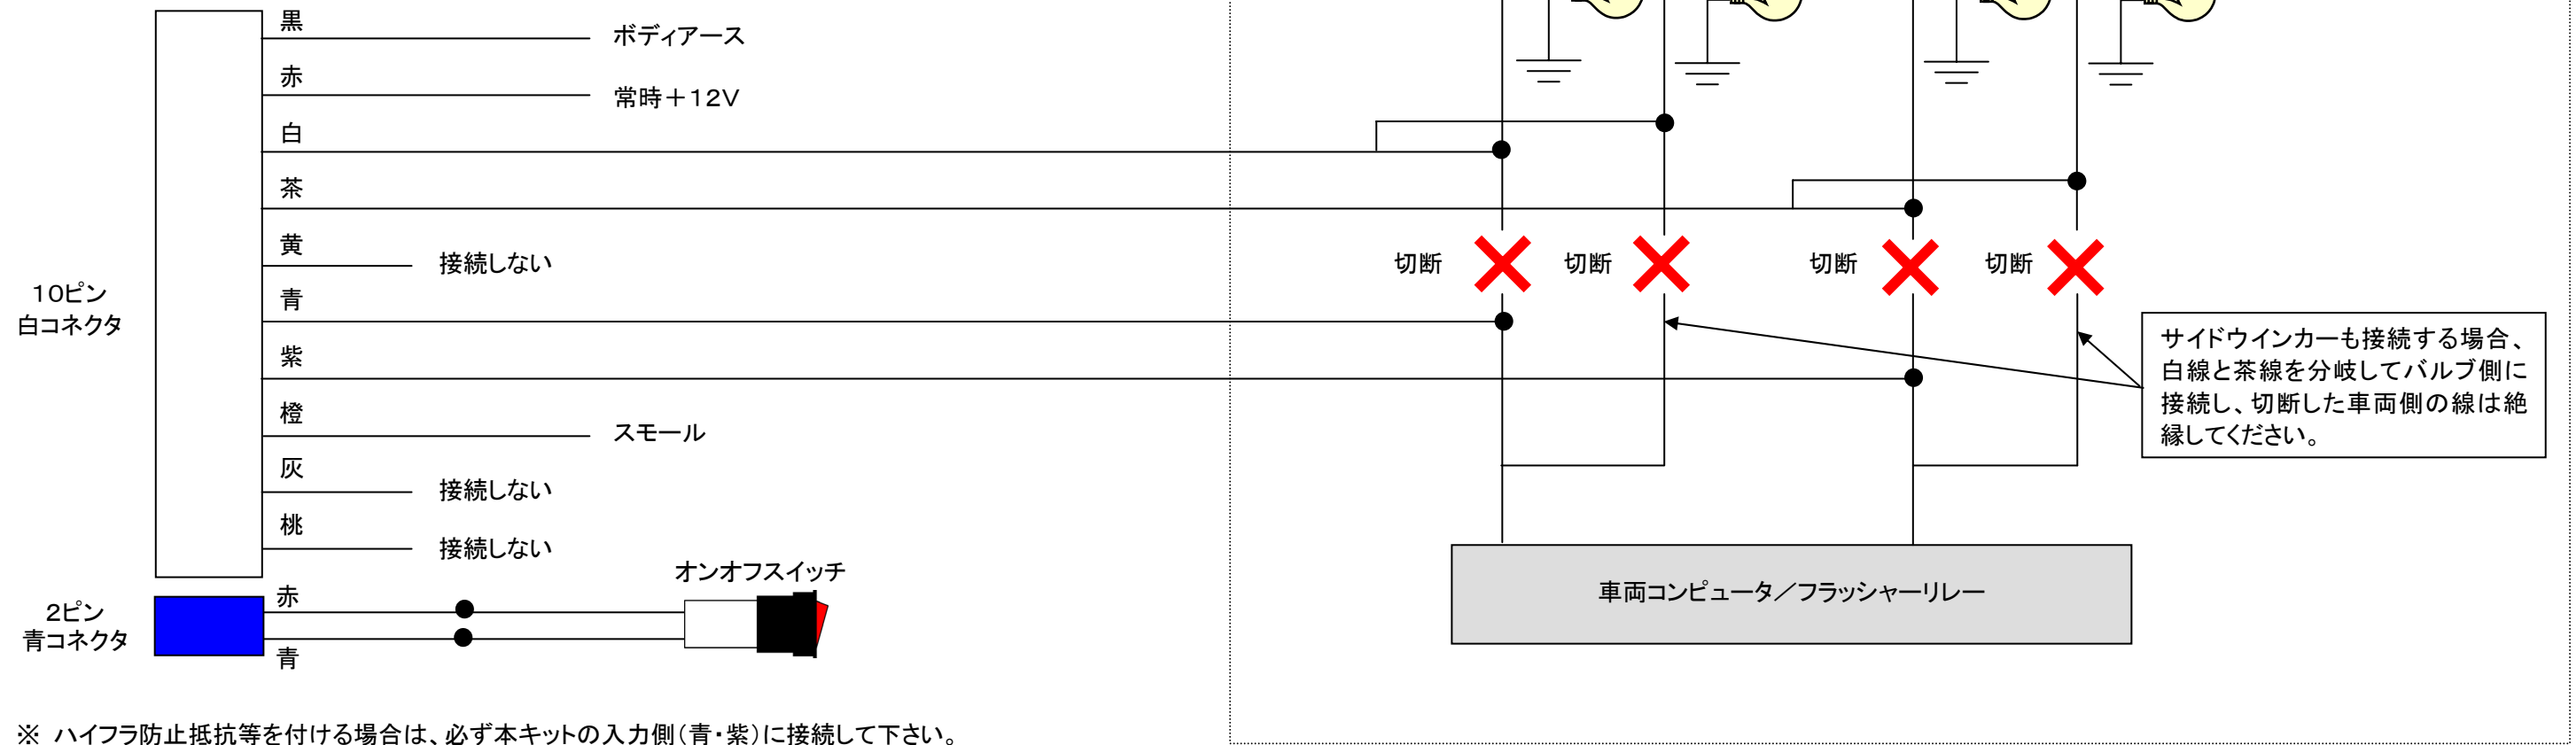 黒
ボディアース
赤
常時＋１２Ｖ
白
茶
黄
接続しない
切断
切断
切断
切断
青
１０ピン
白コネクタ
紫
サイドウインカーも接続する場合、
白線と茶線を分岐してバルブ側に
接続し、切断した車両側の線は絶
縁してください。
橙
スモール
灰
接続しない
桃
接続しない
オンオフスイッチ
車両コンピュータ／フラッシャーリレー
赤
２ピン
青コネクタ
青
※ ハイフラ防止抵抗等を付ける場合は、必ず本キットの入力側（青・紫）に接続して下さい。